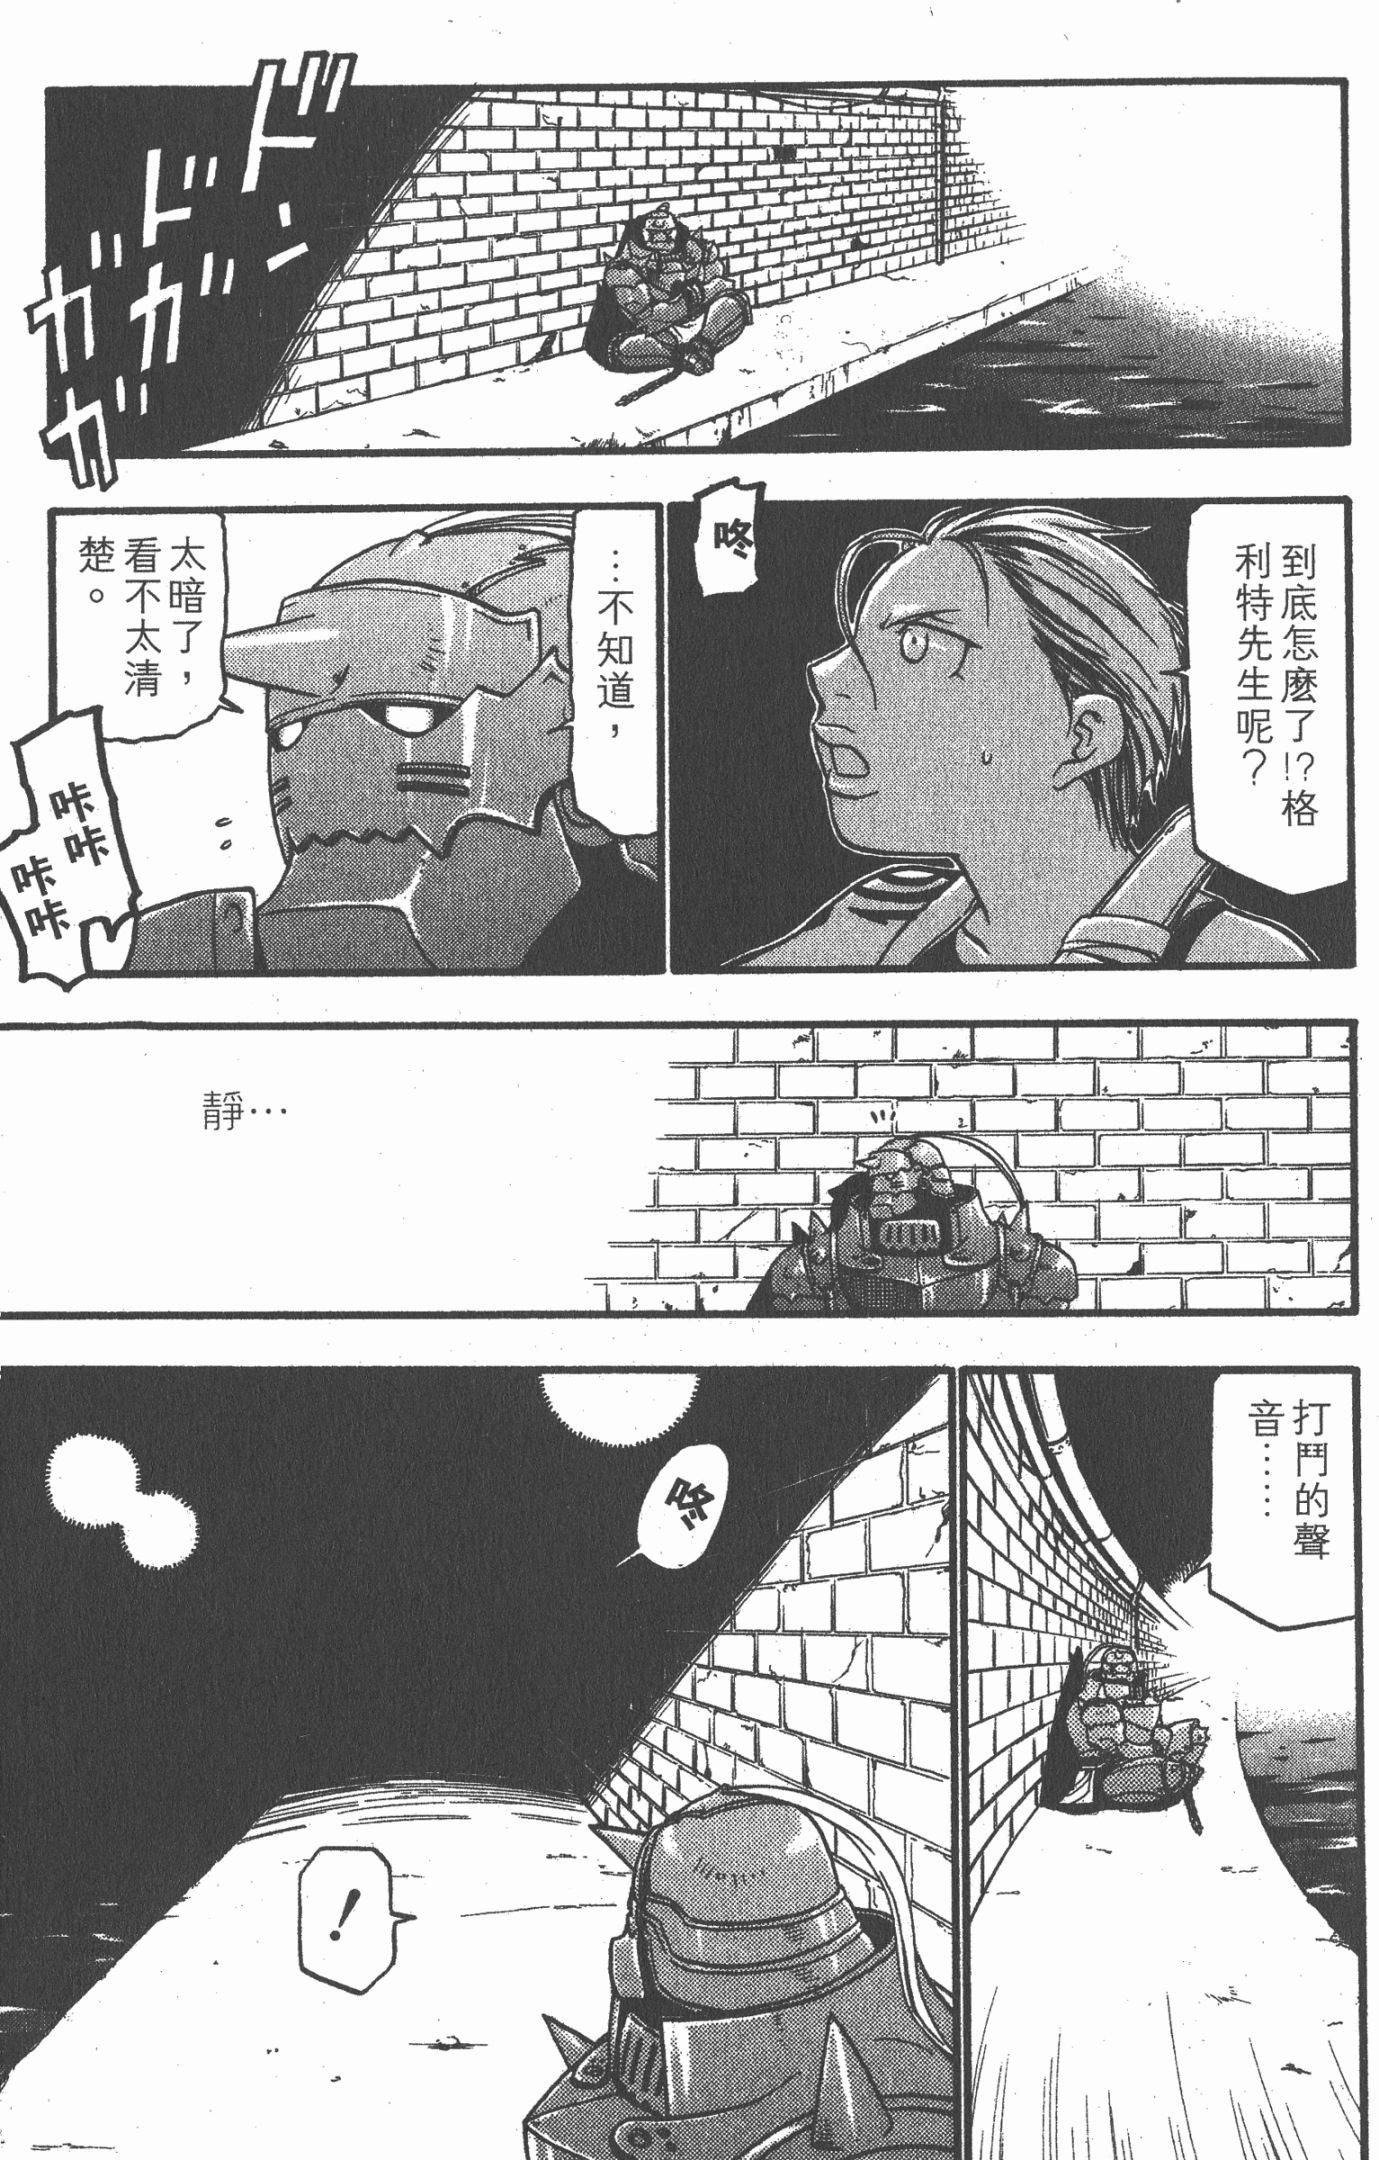 ドドン
ドド
ガガ
ガガ
到底怎麼了!?格
利特先生呢？
咚
…不知道，
太暗了，
看不太清
楚。
咔咔
咔咔
靜…
打鬥的聲
音……
咚
！